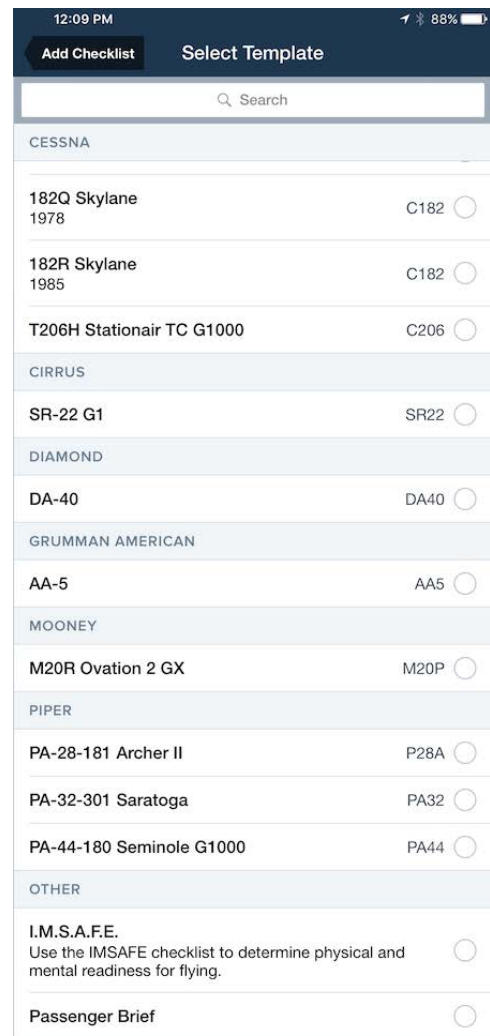 12:09 PM 88%
Add Checklist Select Template
Search
CESSNA
182Q Skylane C182
1978
182R Skylane C182
1985
T206H Stationair TC G1000 C206
CIRRUS
SR-22 G1 SR22
DIAMOND
DA-40 DA40
GRUMMAN AMERICAN
AA-5 AA5
MOONEY
M20R Ovation 2 GX M20P
PIPER
PA-28-181 Archer II P28A
PA-32-301 Saratoga PA32
PA-44-180 Seminole G1000 PA44
OTHER
I.M.S.A.F.E.
Use the IMSAFE checklist to determine physical and
mental readiness for flying.
Passenger Brief